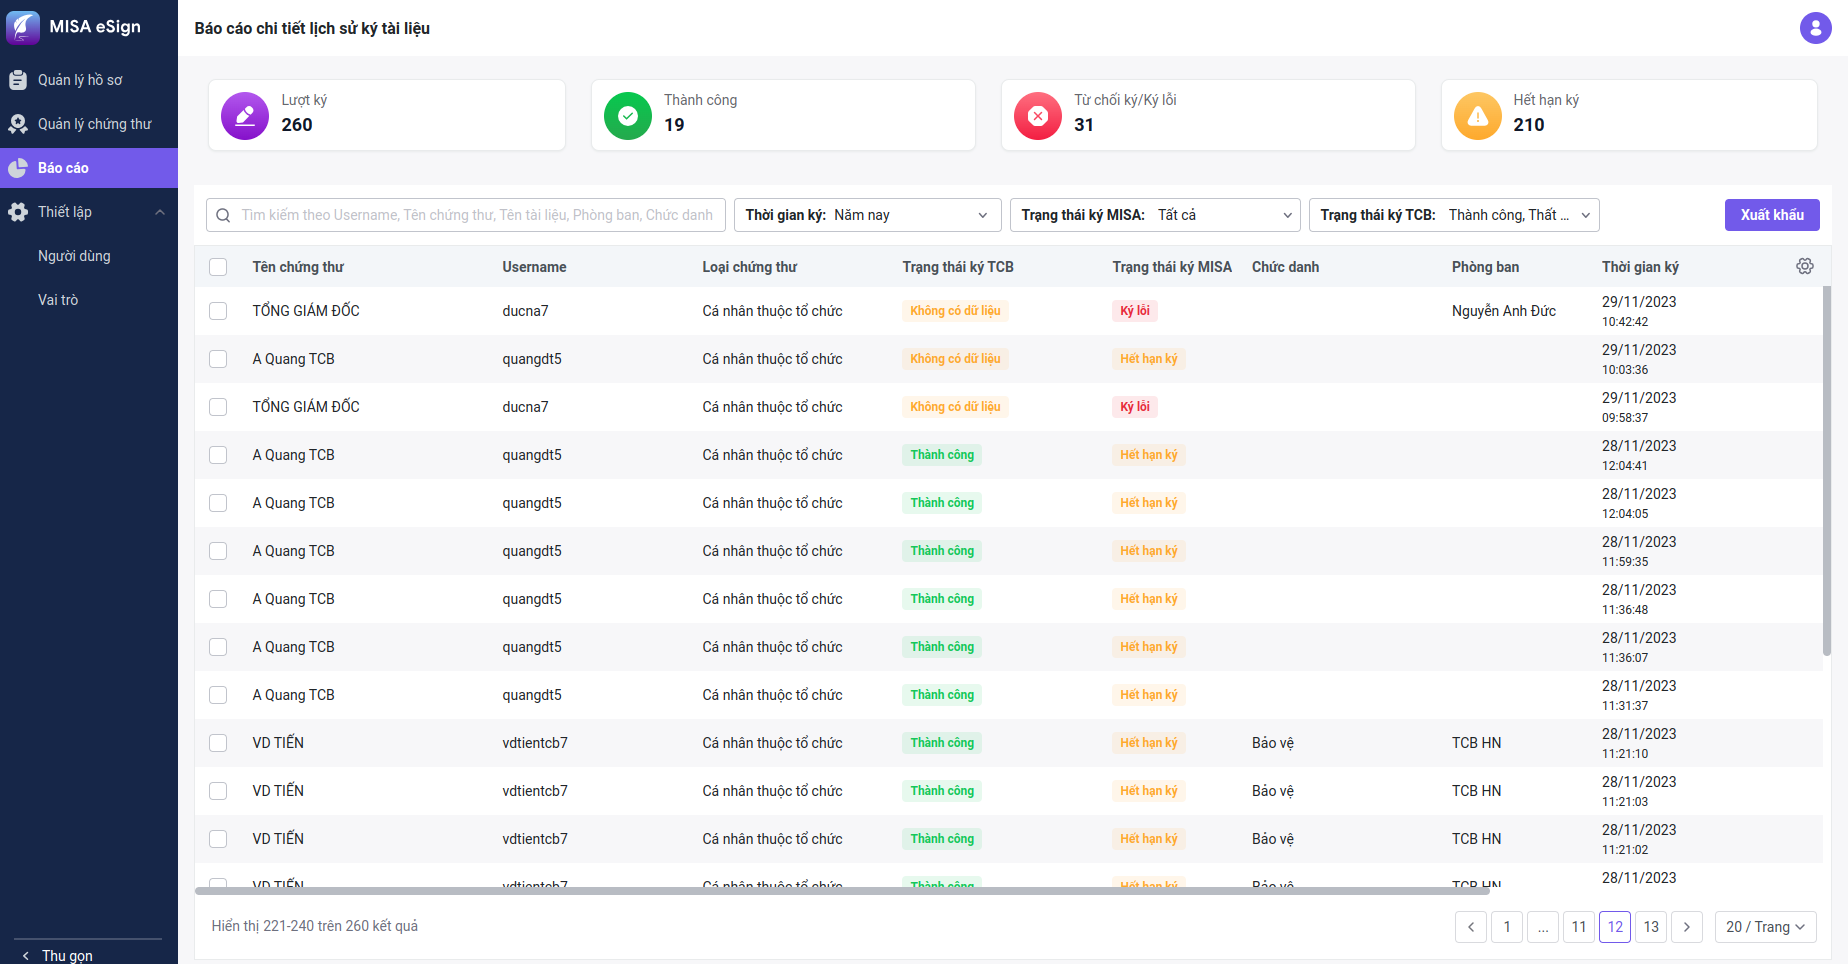 MISA eSign
Quản lý hồ sơ
Quản lý chứng thư
Báo cáo
Thiết lập
Người dùng
Vai trò
Thu gọn
Báo cáo chi tiết lịch sử ký tài liệu
Lượt ký
260
Thành công
19
Từ chối ký/Ký lỗi
31
Hết hạn ký
210
Tìm kiếm theo Username, Tên chứng thư, Tên tài liệu, Phòng ban, Chức danh
Thời gian ký: Năm nay
Trạng thái ký MISA: Tất cả
Trạng thái ký TCB: Thành công, Thất ...
Xuất khẩu
Tên chứng thư Username Loại chứng thư Trạng thái ký TCB Trạng thái ký MISA Chức danh Phòng ban Thời gian ký
TỔNG GIÁM ĐỐC ducna7 Cá nhân thuộc tổ chức Không có dữ liệu Ký lỗi Nguyễn Anh Đức 29/11/2023
10:42:42
A Quang TCB quangdt5 Cá nhân thuộc tổ chức Không có dữ liệu Hết hạn ký 29/11/2023
10:03:36
TỔNG GIÁM ĐỐC ducna7 Cá nhân thuộc tổ chức Không có dữ liệu Ký lỗi 29/11/2023
09:58:37
A Quang TCB quangdt5 Cá nhân thuộc tổ chức Thành công Hết hạn ký 28/11/2023
12:04:41
A Quang TCB quangdt5 Cá nhân thuộc tổ chức Thành công Hết hạn ký 28/11/2023
12:04:05
A Quang TCB quangdt5 Cá nhân thuộc tổ chức Thành công Hết hạn ký 28/11/2023
11:59:35
A Quang TCB quangdt5 Cá nhân thuộc tổ chức Thành công Hết hạn ký 28/11/2023
11:36:48
A Quang TCB quangdt5 Cá nhân thuộc tổ chức Thành công Hết hạn ký 28/11/2023
11:36:07
A Quang TCB quangdt5 Cá nhân thuộc tổ chức Thành công Hết hạn ký 28/11/2023
11:31:37
VD TIẾN vdtientcb7 Cá nhân thuộc tổ chức Thành công Hết hạn ký Bảo vệ TCB HN 28/11/2023
11:21:10
VD TIẾN vdtientcb7 Cá nhân thuộc tổ chức Thành công Hết hạn ký Bảo vệ TCB HN 28/11/2023
11:21:03
VD TIẾN vdtientcb7 Cá nhân thuộc tổ chức Thành công Hết hạn ký Bảo vệ TCB HN 28/11/2023
11:21:02
VD TIẾN vdtientcb7 Cá nhân thuộc tổ chức Thành công Hết hạn ký Bảo vệ TCB HN 28/11/2023
Hiển thị 221-240 trên 260 kết quả
1 ... 11 12 13 20 / Trang